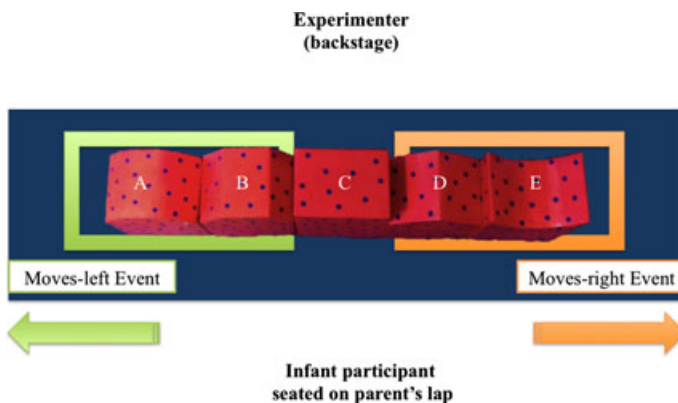 Experimenter
(backstage)
A B C D E
Moves-left Event Moves-right Event
Infant participant
seated on parent's lap